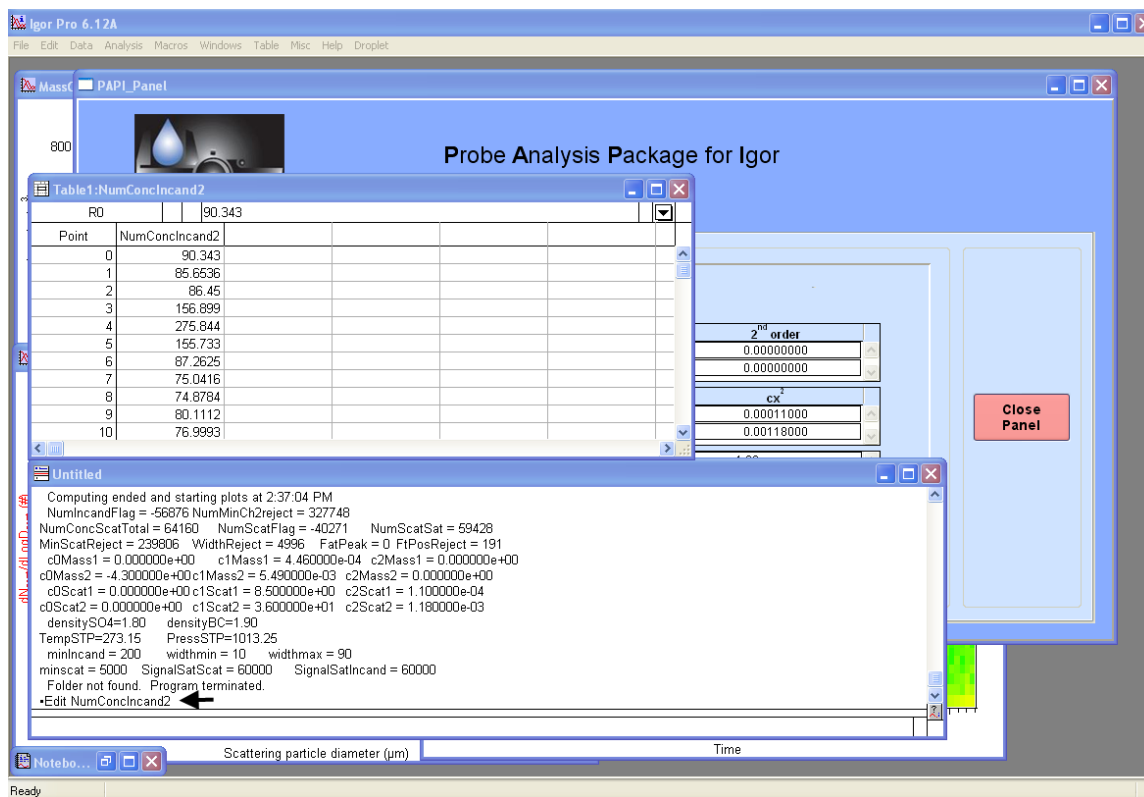 Igor Pro 6.12A
File Edit Data Analysis Macros Windows Table Misc Help Droplet
PAPI_Panel
800
Probe Analysis Package for Igor
Table1:NumConcIncand2
R0 90.343
Point NumConcIncand2
0 90.343
1 85.6536
2 86.45
3 156.899
4 275.844
5 155.733
6 87.2625
7 75.0416
8 74.8784
9 80.1112
10 76.9993
2nd order
0.00000000
0.00000000
cx2
0.00011000
0.00118000
Close
Panel
Untitled
Computing ended and starting plots at 2:37:04 PM
NumIncandFlag = -56876 NumMinCh2reject = 327748
NumConcScatTotal = 64160 NumScatFlag = -40271 NumScatSat = 59428
MinScatReject = 239806 WidthReject = 4996 FatPeak = 0 FtPosReject = 191
c0Mass1 = 0.000000e+00 c1Mass1 = 4.460000e-04 c2Mass1 = 0.000000e+00
c0Mass2 = -4.300000e+00 c1Mass2 = 5.490000e-03 c2Mass2 = 0.000000e+00
c0Scat1 = 0.000000e+00 c1Scat1 = 8.500000e+00 c2Scat1 = 1.100000e-04
c0Scat2 = 0.000000e+00 c1Scat2 = 3.600000e+01 c2Scat2 = 1.180000e-03
densitySO4=1.80 densityBC=1.90
TempSTP=273.15 PressSTP=1013.25
minIncand = 200 widthmin = 10 widthmax = 90
minscat = 5000 SignalSatScat = 60000 SignalSatIncand = 60000
Folder not found. Program terminated.
•Edit NumConcIncand2
Scattering particle diameter (µm)
Time
Notebo...
Ready